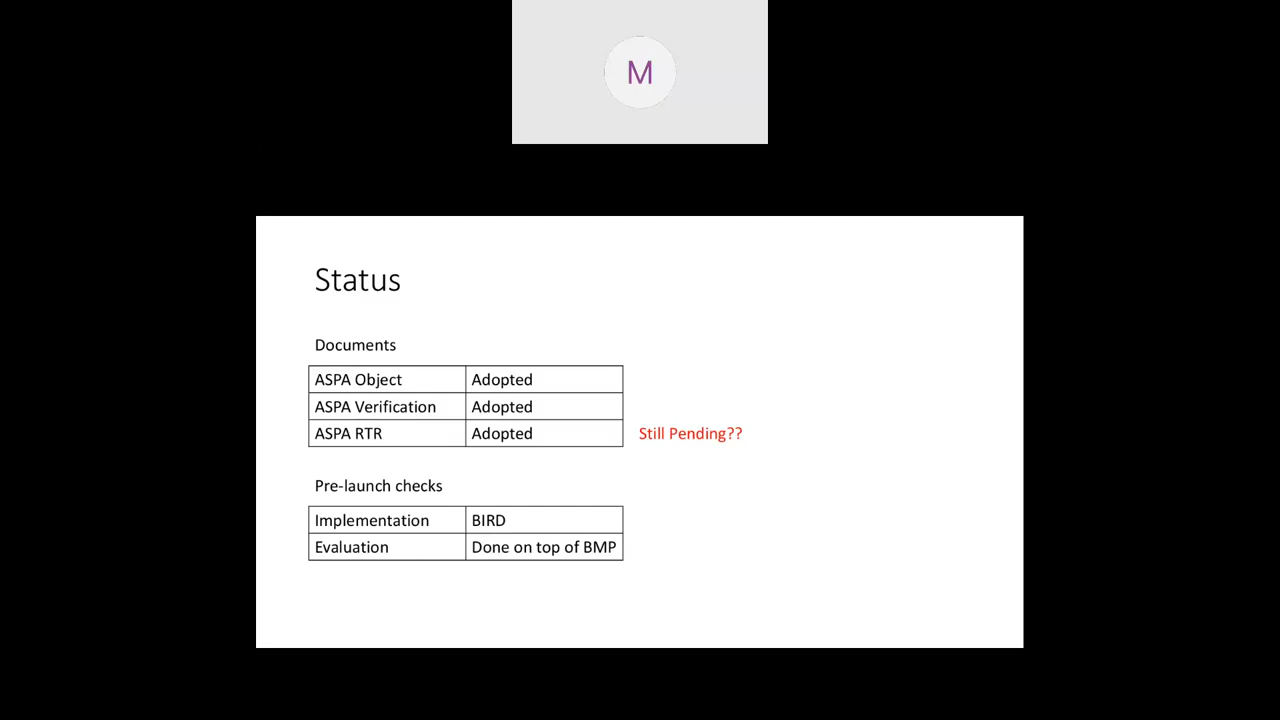 M
Status
Documents
ASPA Object Adopted
ASPA Verification Adopted
ASPA RTR Adopted Still Pending??
Pre-launch checks
Implementation BIRD
Evaluation Done on top of BMP